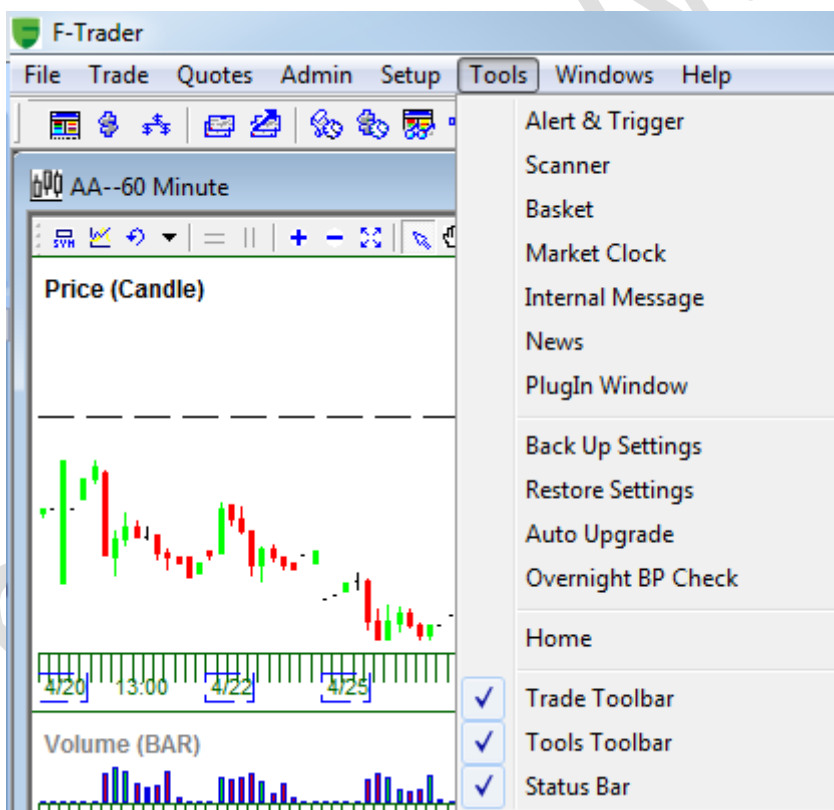 F-Trader
File Trade Quotes Admin Setup Tools Windows Help
AA--60 Minute
SYM
Price (Candle)
4/20 13:00 4/22 4/25
Volume (BAR)
Alert & Trigger
Scanner
Basket
Market Clock
Internal Message
News
PlugIn Window
Back Up Settings
Restore Settings
Auto Upgrade
Overnight BP Check
Home
Trade Toolbar
Tools Toolbar
Status Bar